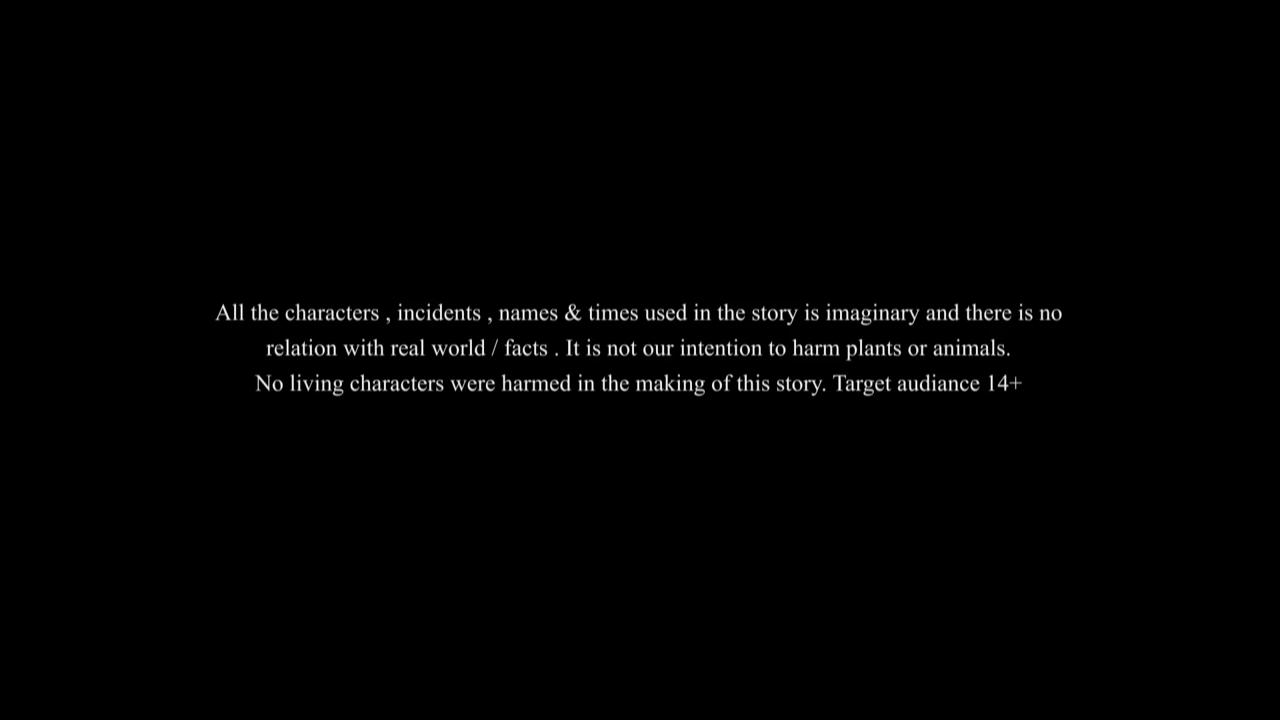 All the characters , incidents , names & times used in the story is imaginary and there is no
relation with real world / facts . It is not our intention to harm plants or animals.
No living characters were harmed in the making of this story. Target audiance 14+